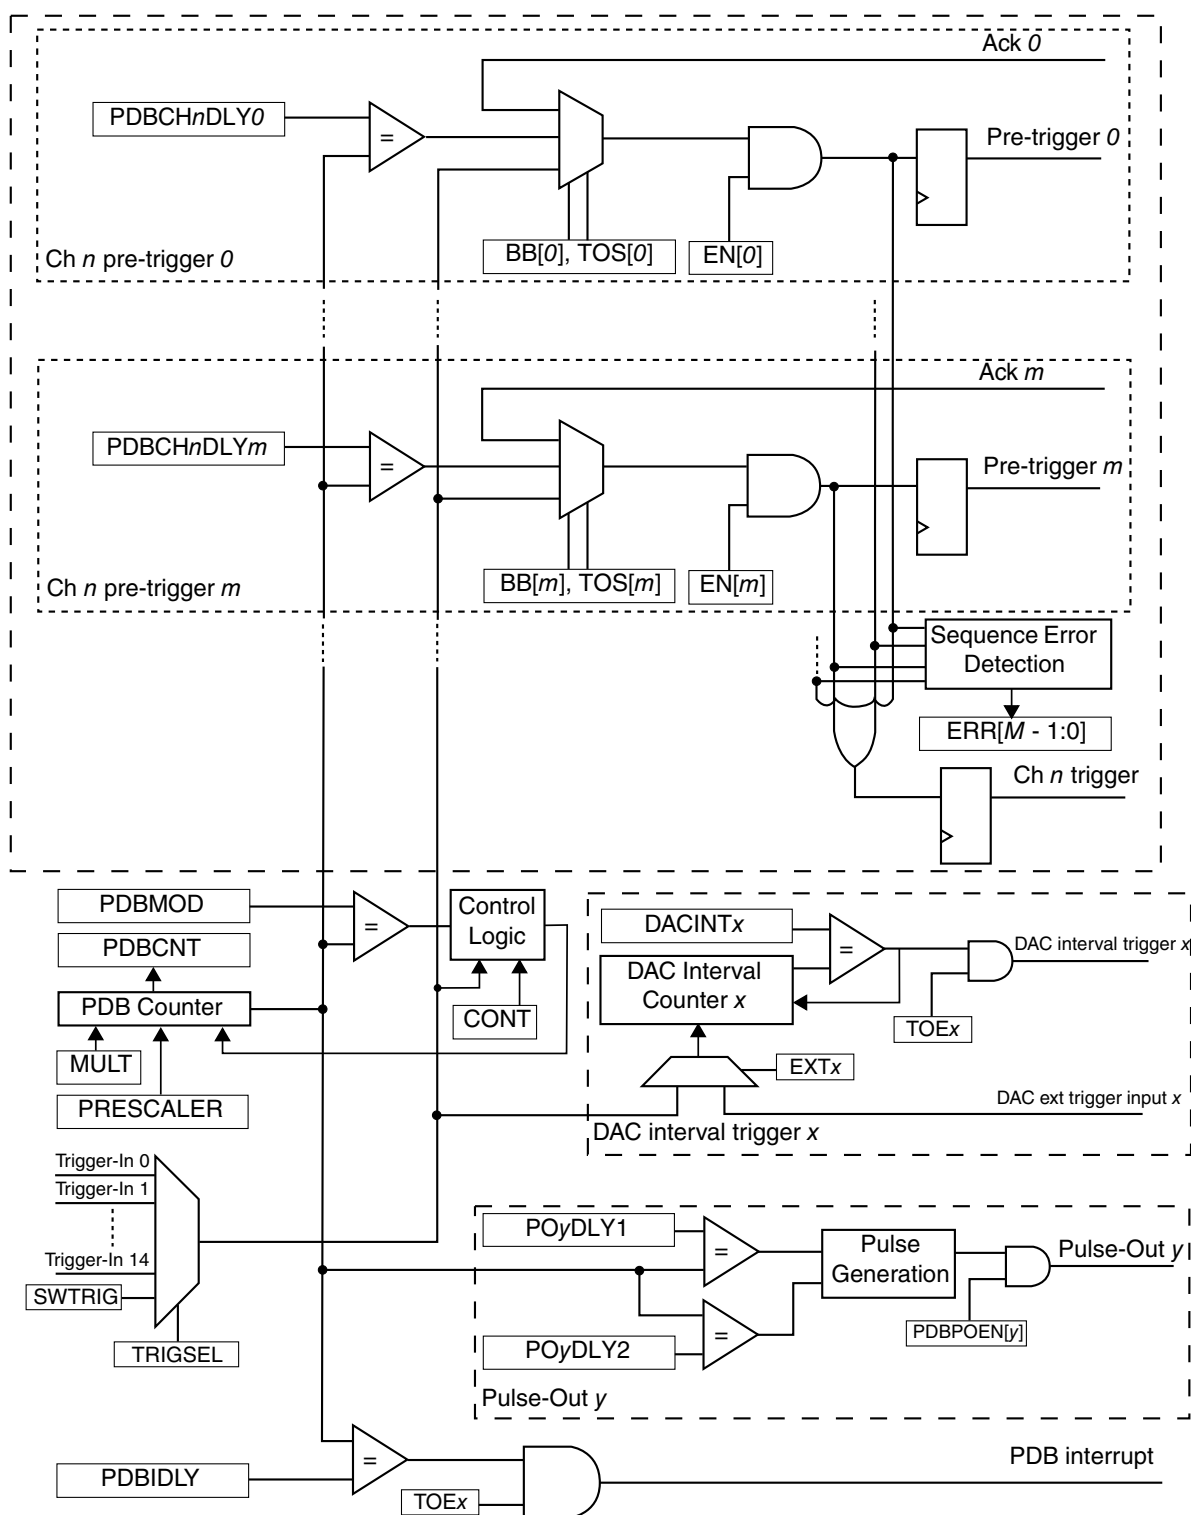 Ack 0
PDBCHnDLY0
=
Pre-trigger 0
BB[0], TOS[0]
EN[0]
Ch n pre-trigger 0
Ack m
PDBCHnDLYm
=
Pre-trigger m
BB[m], TOS[m]
EN[m]
Ch n pre-trigger m
Sequence Error
Detection
ERR[M - 1:0]
Ch n trigger
PDBMOD
=
Control
Logic
PDBCNT
PDB Counter
CONT
MULT
PRESCALER
DACINTx
=
DAC interval trigger x
DAC Interval
Counter x
TOEx
EXTx
DAC ext trigger input x
DAC interval trigger x
Trigger-In 0
Trigger-In 1
Trigger-In 14
SWTRIG
TRIGSEL
POyDLY1
=
Pulse
Generation
Pulse-Out y
=
POyDLY2
PDBPOEN[y]
Pulse-Out y
PDBIDLY
=
TOEx
PDB interrupt